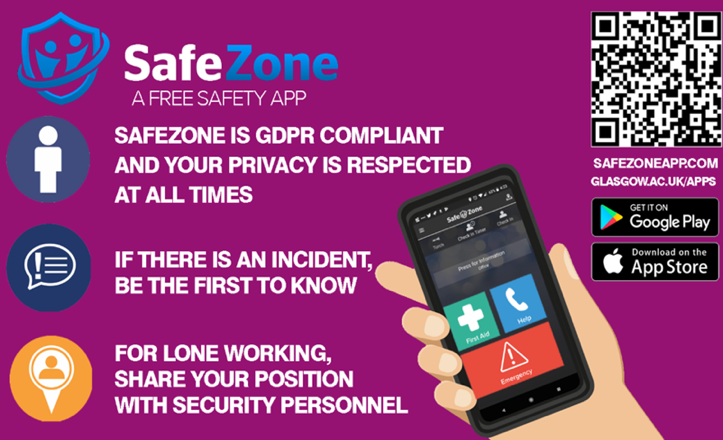 SafeZone
A FREE SAFETY APP
SAFEZONE IS GDPR COMPLIANT
AND YOUR PRIVACY IS RESPECTED
AT ALL TIMES
IF THERE IS AN INCIDENT,
BE THE FIRST TO KNOW
FOR LONE WORKING,
SHARE YOUR POSITION
WITH SECURITY PERSONNEL
SafeZone
Check In Timer
Check In
Press for Information
First Aid
Help
Emergency
SAFEZONEAPP.COM
GLASGOW.AC.UK/APPS
GET IT ON
Google Play
Download on the
App Store